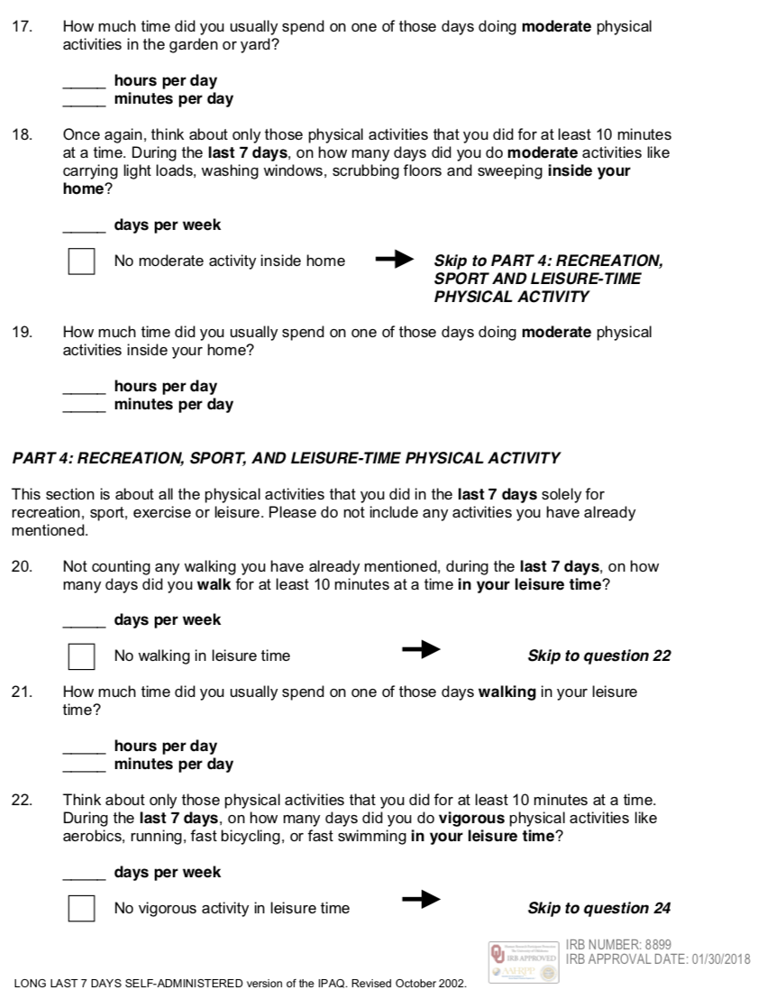 17. How much time did you usually spend on one of those days doing moderate physical
activities in the garden or yard?
_____ hours per day
_____ minutes per day
18. Once again, think about only those physical activities that you did for at least 10 minutes
at a time. During the last 7 days, on how many days did you do moderate activities like
carrying light loads, washing windows, scrubbing floors and sweeping inside your
home?
_____ days per week
No moderate activity inside home Skip to PART 4: RECREATION,
SPORT AND LEISURE-TIME
PHYSICAL ACTIVITY
19. How much time did you usually spend on one of those days doing moderate physical
activities inside your home?
_____ hours per day
_____ minutes per day
PART 4: RECREATION, SPORT, AND LEISURE-TIME PHYSICAL ACTIVITY
This section is about all the physical activities that you did in the last 7 days solely for
recreation, sport, exercise or leisure. Please do not include any activities you have already
mentioned.
20. Not counting any walking you have already mentioned, during the last 7 days, on how
many days did you walk for at least 10 minutes at a time in your leisure time?
_____ days per week
No walking in leisure time Skip to question 22
21. How much time did you usually spend on one of those days walking in your leisure
time?
_____ hours per day
_____ minutes per day
22. Think about only those physical activities that you did for at least 10 minutes at a time.
During the last 7 days, on how many days did you do vigorous physical activities like
aerobics, running, fast bicycling, or fast swimming in your leisure time?
_____ days per week
No vigorous activity in leisure time Skip to question 24
IRB APPROVED
AAHRPP
IRB NUMBER: 8899
IRB APPROVAL DATE: 01/30/2018
LONG LAST 7 DAYS SELF-ADMINISTERED version of the IPAQ. Revised October 2002.